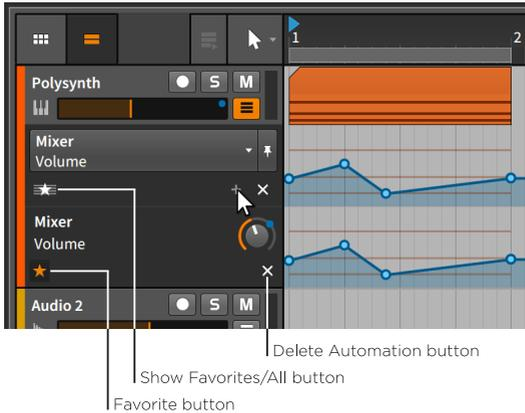 1
2
Polysynth
S M
Mixer
Volume
Mixer
Volume
Audio 2
S M
Delete Automation button
Show Favorites/All button
Favorite button